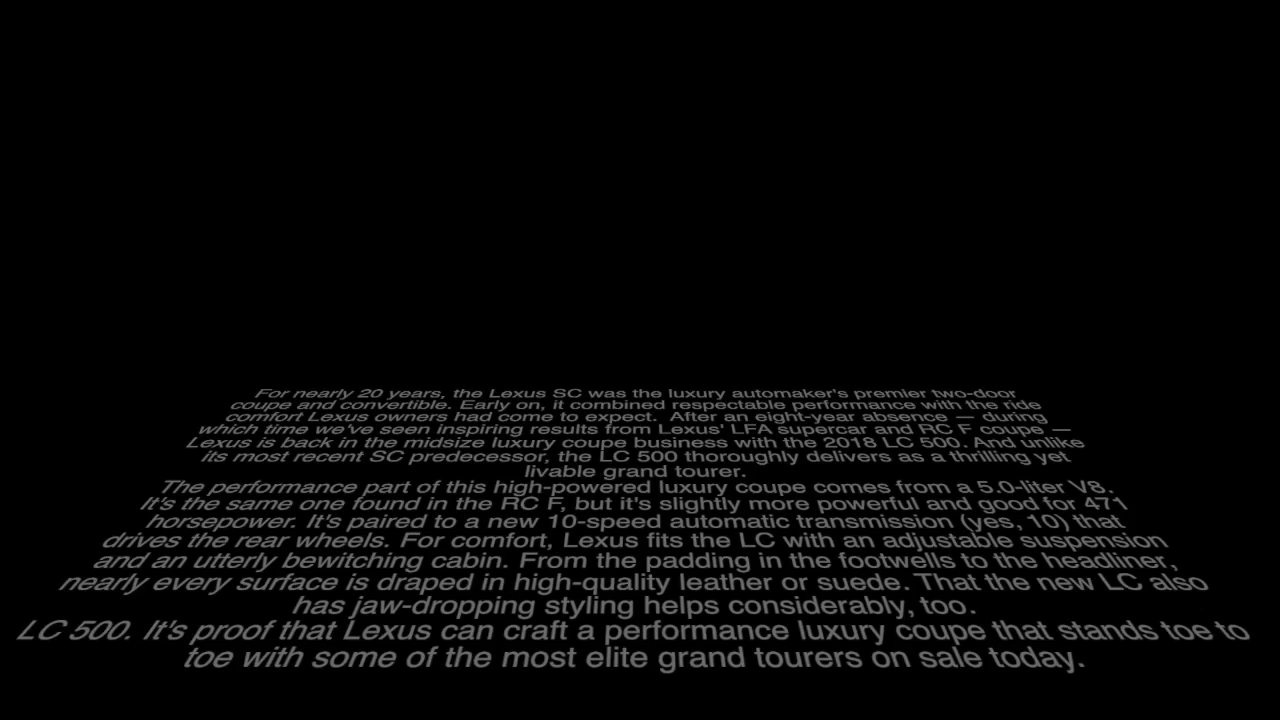 For nearly 20 years, the Lexus SC was the luxury automaker's premier two-door
coupe and convertible. Early on, it combined respectable performance with the ride
comfort Lexus owners had come to expect. After an eight-year absence — during
which time we've seen inspiring results from Lexus' LFA supercar and RC F coupe —
Lexus is back in the midsize luxury coupe business with the 2018 LC 500. And unlike
its most recent SC predecessor, the LC 500 thoroughly delivers as a thrilling yet
livable grand tourer.
The performance part of this high-powered luxury coupe comes from a 5.0-liter V8.
It's the same one found in the RC F, but it's slightly more powerful and good for 471
horsepower. It's paired to a new 10-speed automatic transmission (yes, 10) that
drives the rear wheels. For comfort, Lexus fits the LC with an adjustable suspension
and an utterly bewitching cabin. From the padding in the footwells to the headliner,
nearly every surface is draped in high-quality leather or suede. That the new LC also
has jaw-dropping styling helps considerably, too.
LC 500. It's proof that Lexus can craft a performance luxury coupe that stands toe to
toe with some of the most elite grand tourers on sale today.